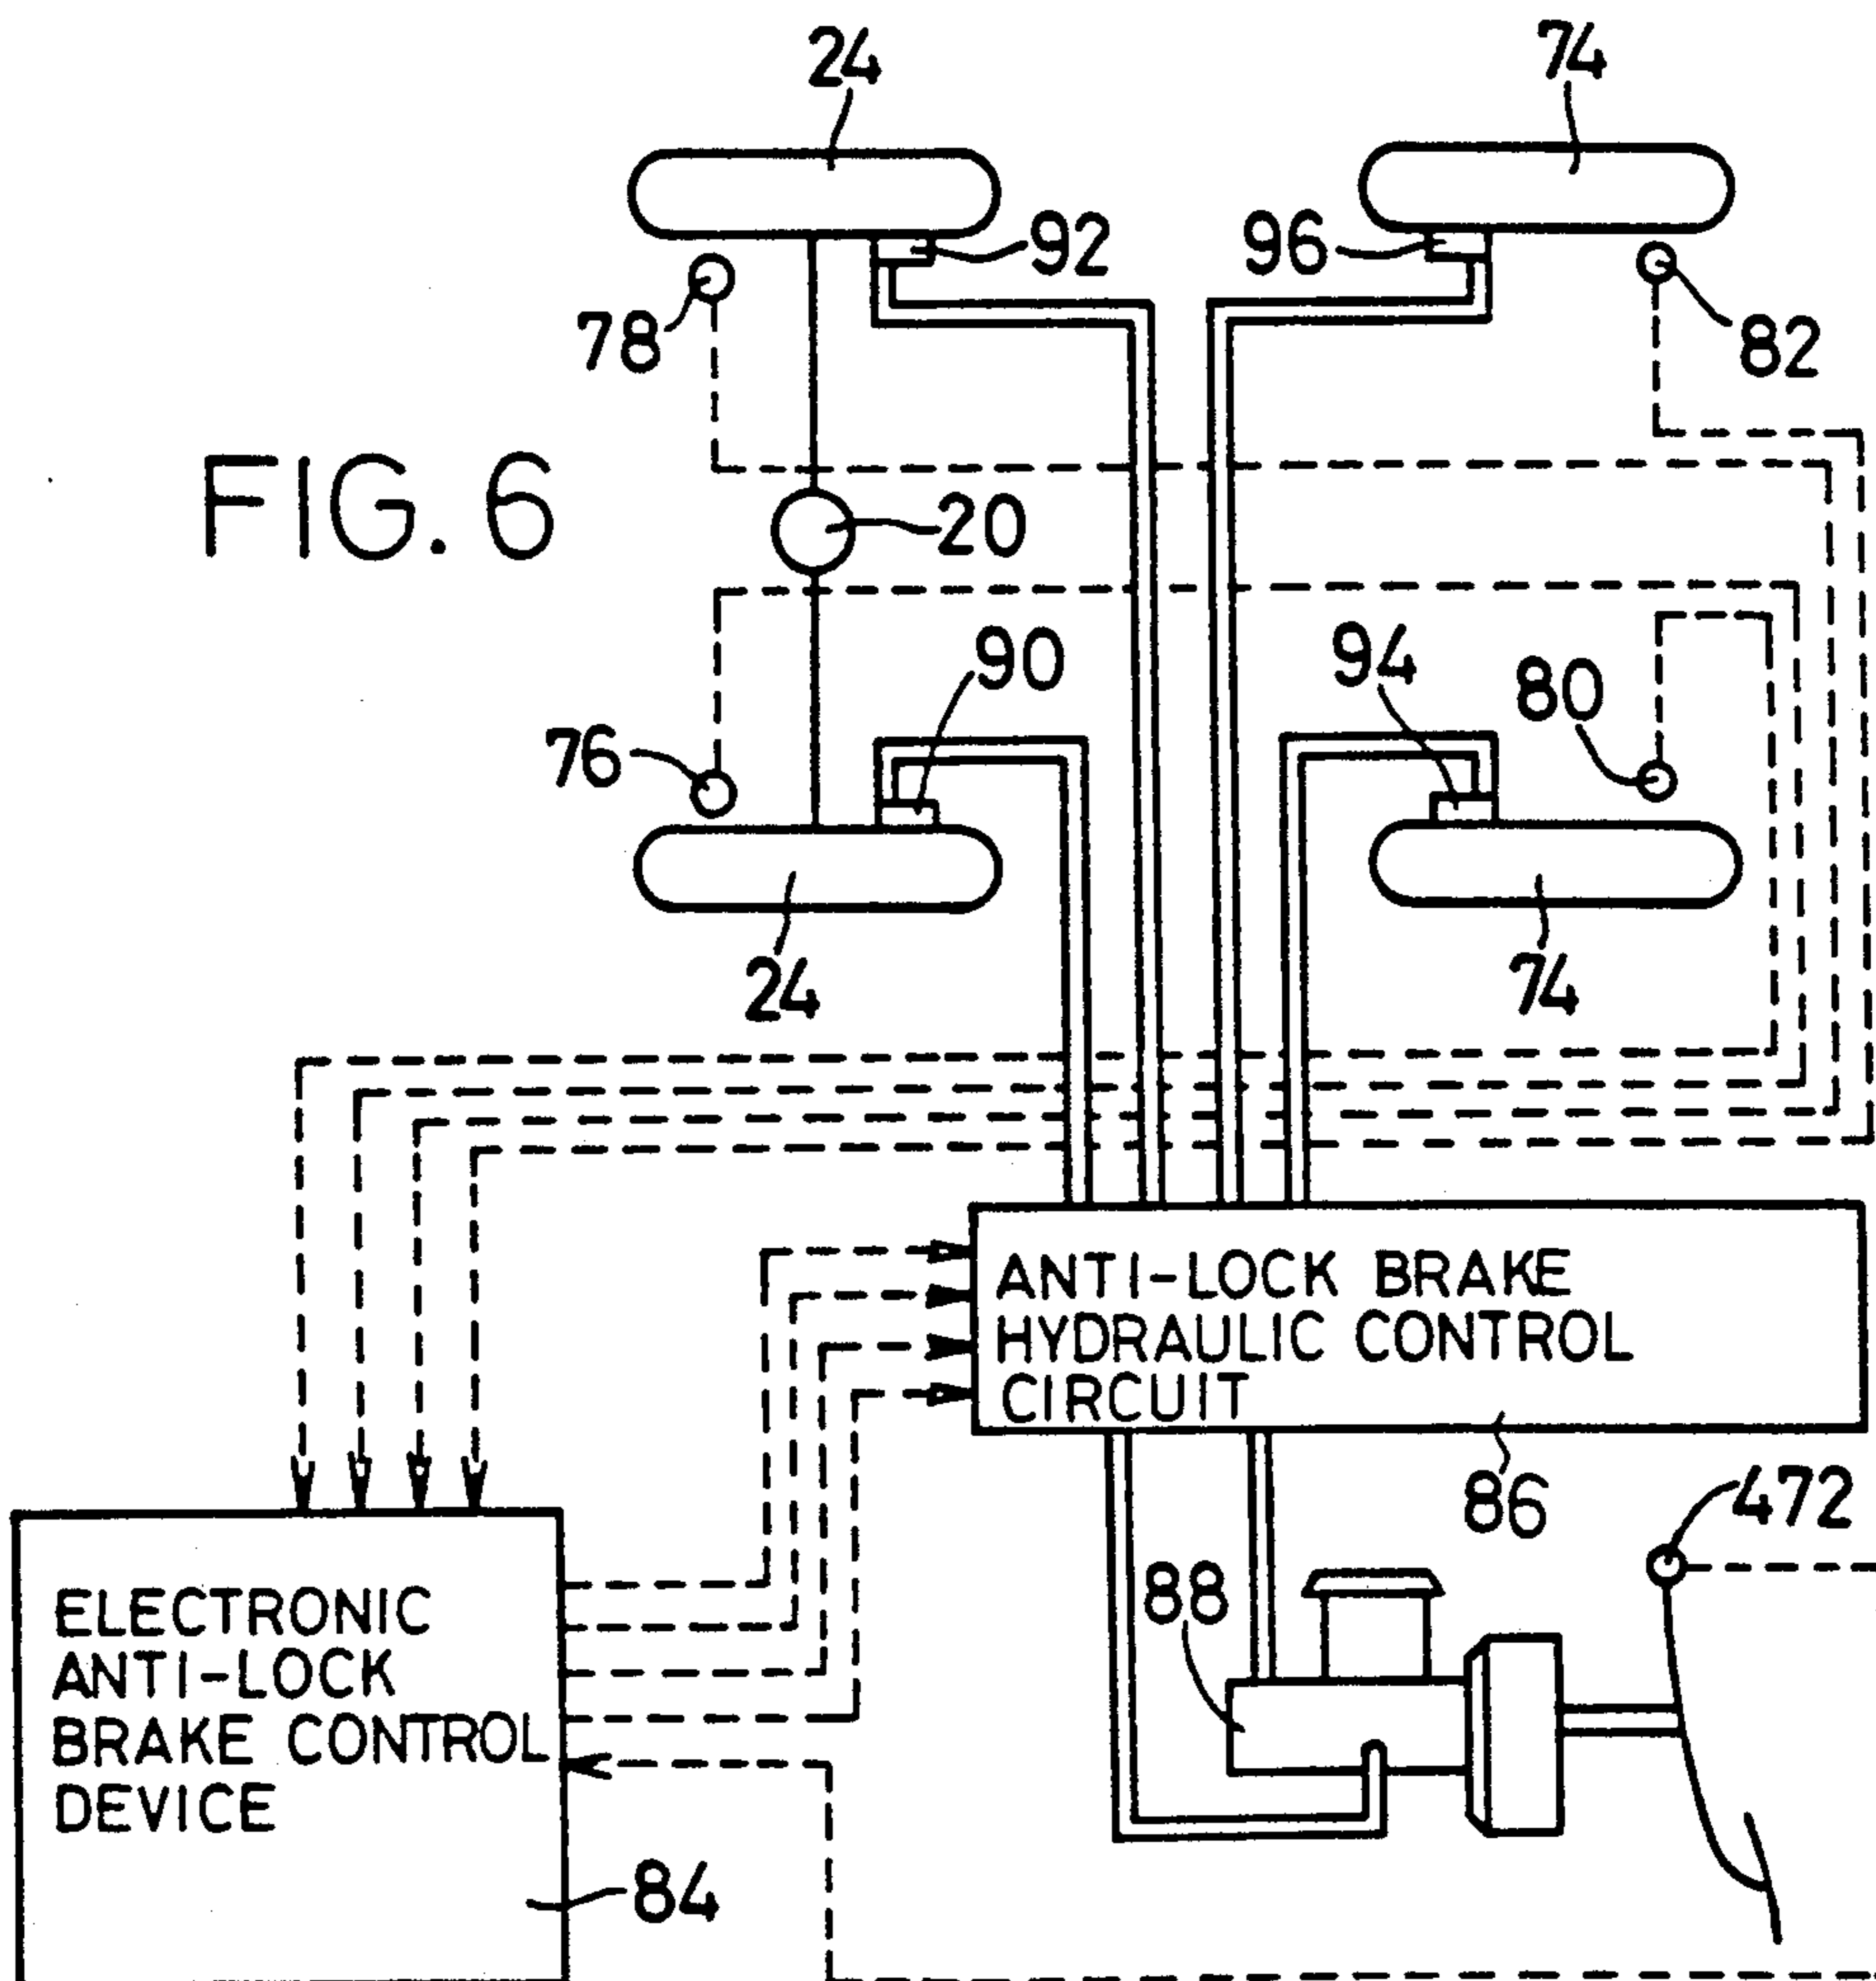 24
74
92
96
78
82
FIG. 6
20
90
94
80
76
24
74
ANTI-LOCK BRAKE
HYDRAULIC CONTROL
CIRCUIT
86
472
88
ELECTRONIC
ANTI-LOCK
BRAKE CONTROL
DEVICE
84